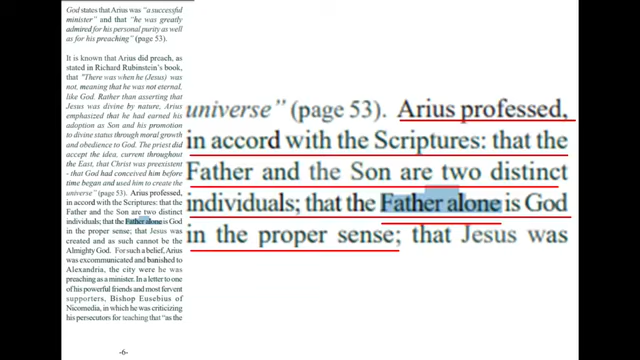 God states that Arius was "a successful
minister" and that "he was greatly
admired for his personal purity as well
as for his preaching" (page 53).
It is known that Arius did preach, as
stated in Richard Rubinstein's book,
that "There was when he (Jesus) was
not, meaning that he was not eternal,
like God. Rather than asserting that
Jesus was divine by nature, Arius
emphasized that he had earned his
adoption as Son and his promotion
to divine status through moral growth
and obedience to God. The priest did
accept the idea, current throughout
the East, that Christ was preexistent
- that God had conceived him before
time began and used him to create the
universe" (page 53). Arius professed,
in accord with the Scriptures: that the
Father and the Son are two distinct
individuals; that the Father alone is God
in the proper sense; that Jesus was
created and as such cannot be the
Almighty God. For such a belief, Arius
was excommunicated and banished to
Alexandria, the city were he was
preaching as a minister. In a letter to one
of his powerful friends and most fervent
supporters, Bishop Eusebius of
Nicomedia, in which he was criticizing
his persecutors for teaching that "as the
-6-
universe" (page 53). Arius professed,
in accord with the Scriptures: that the
Father and the Son are two distinct
individuals; that the Father alone is God
in the proper sense; that Jesus was